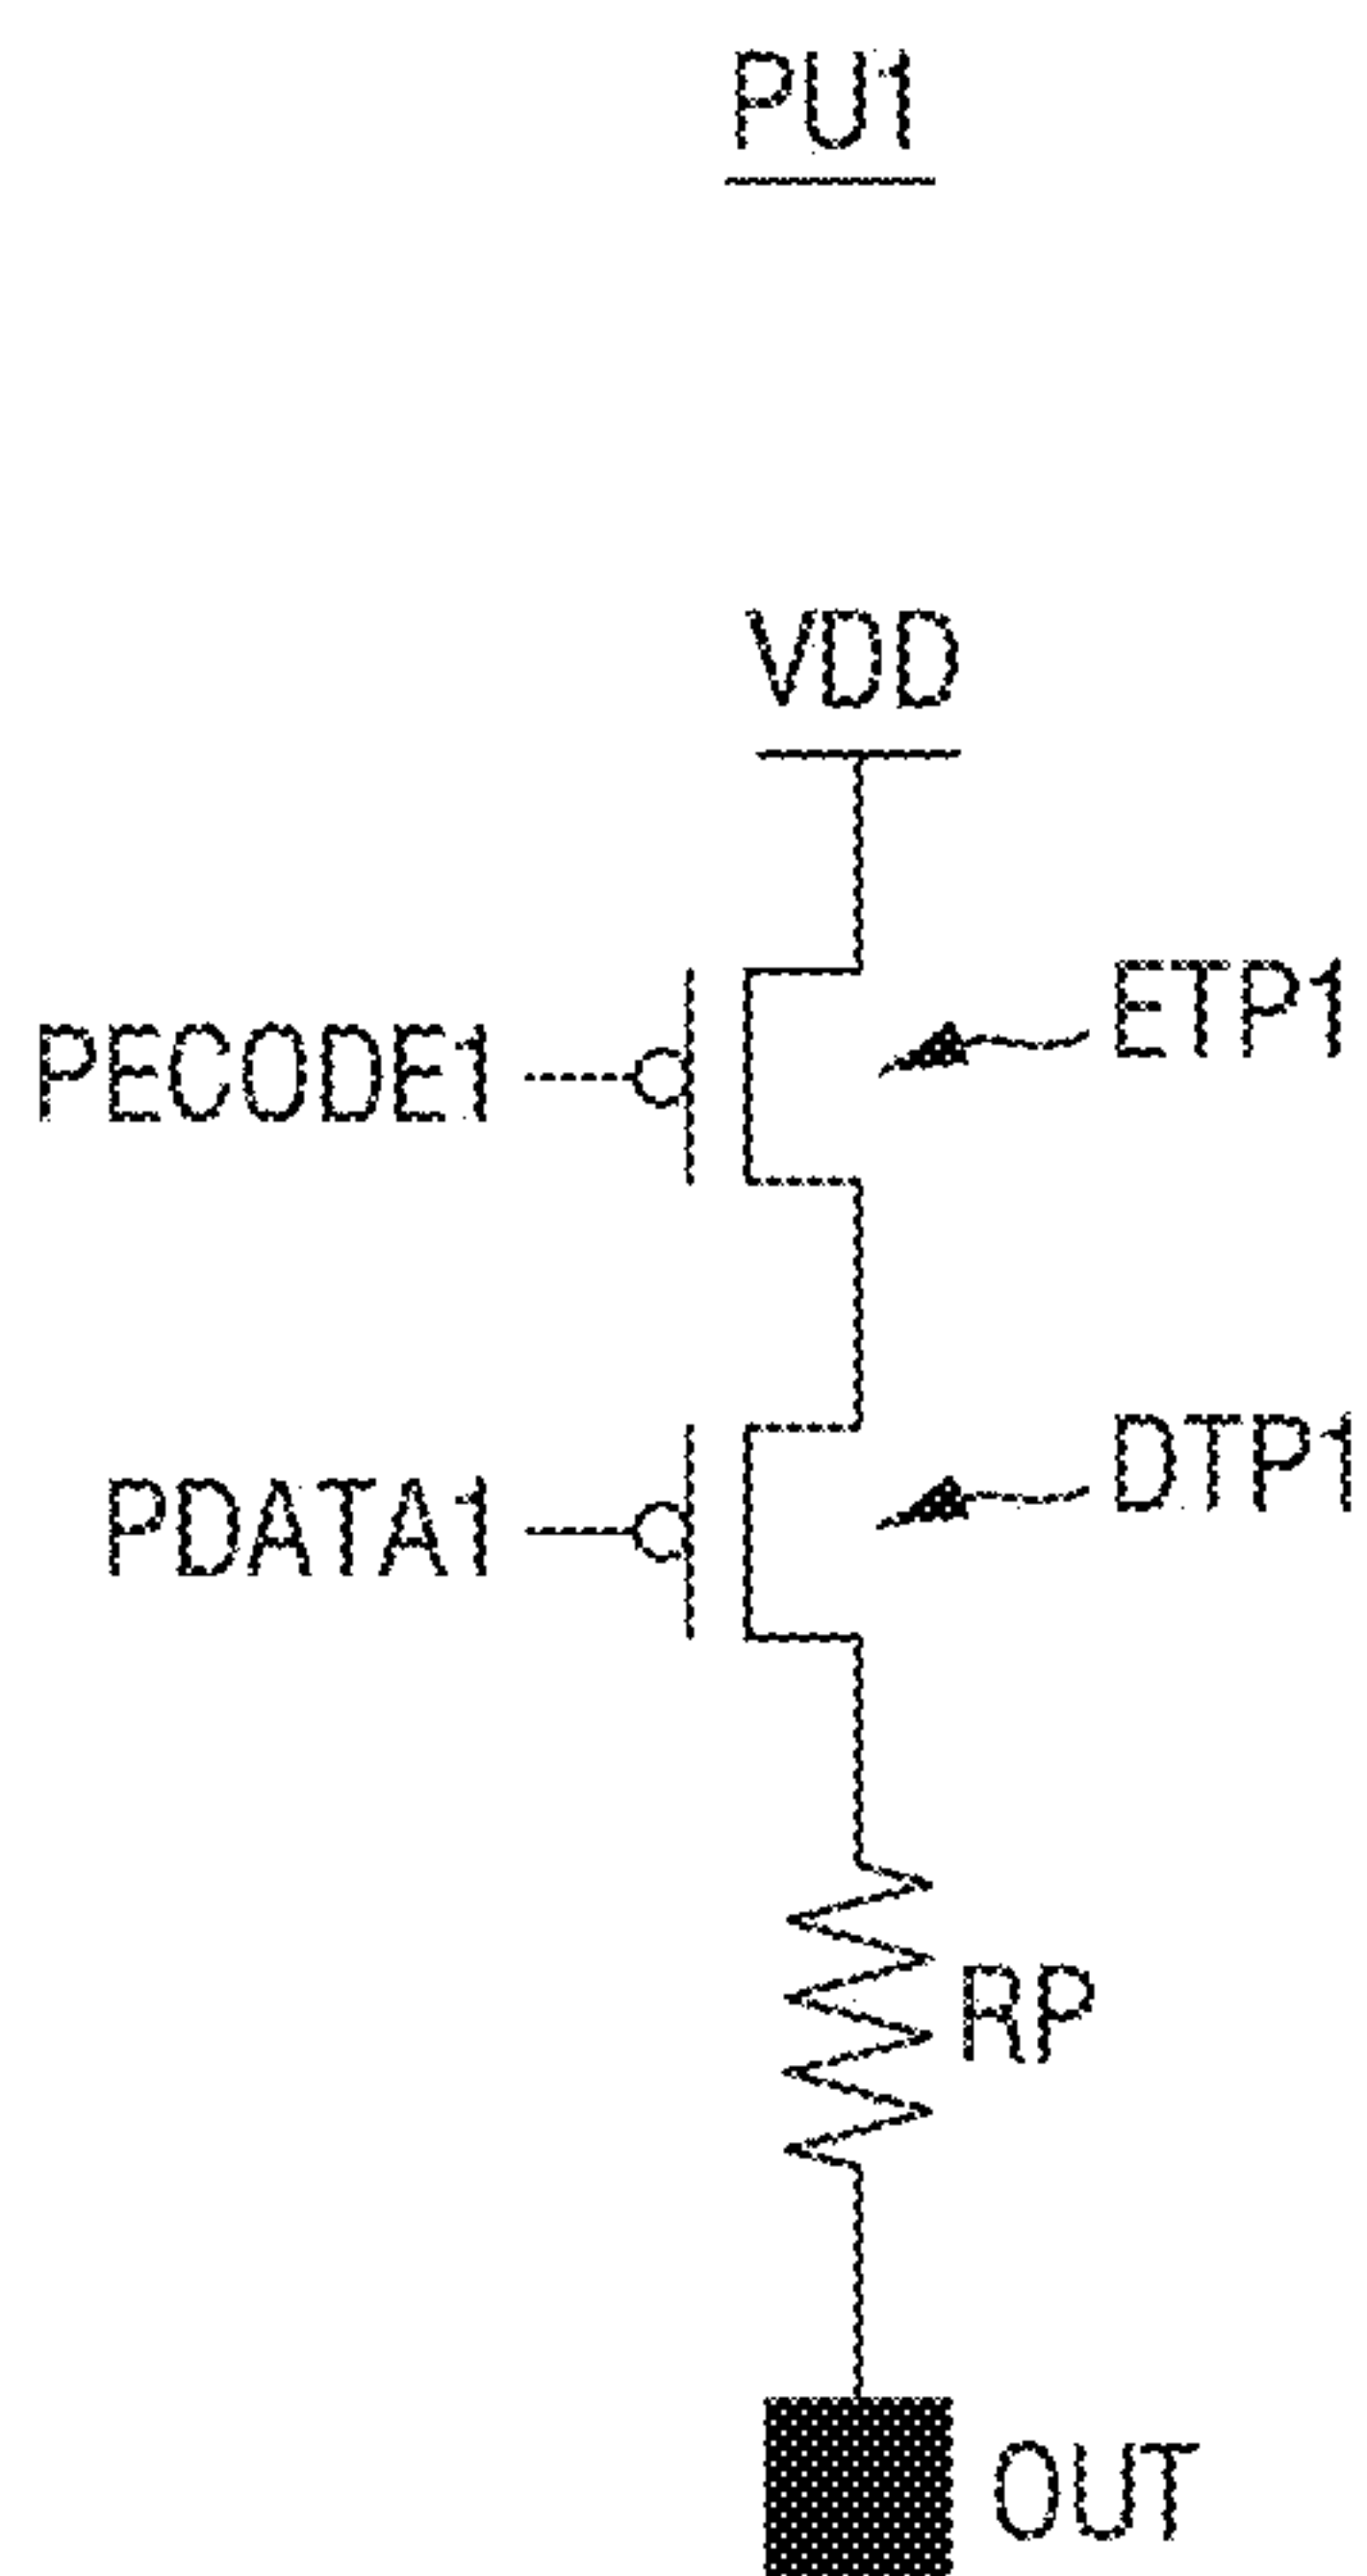 PU1
VDD
PECODE1
ETP1
PDATA1
DTP1
RP
OUT